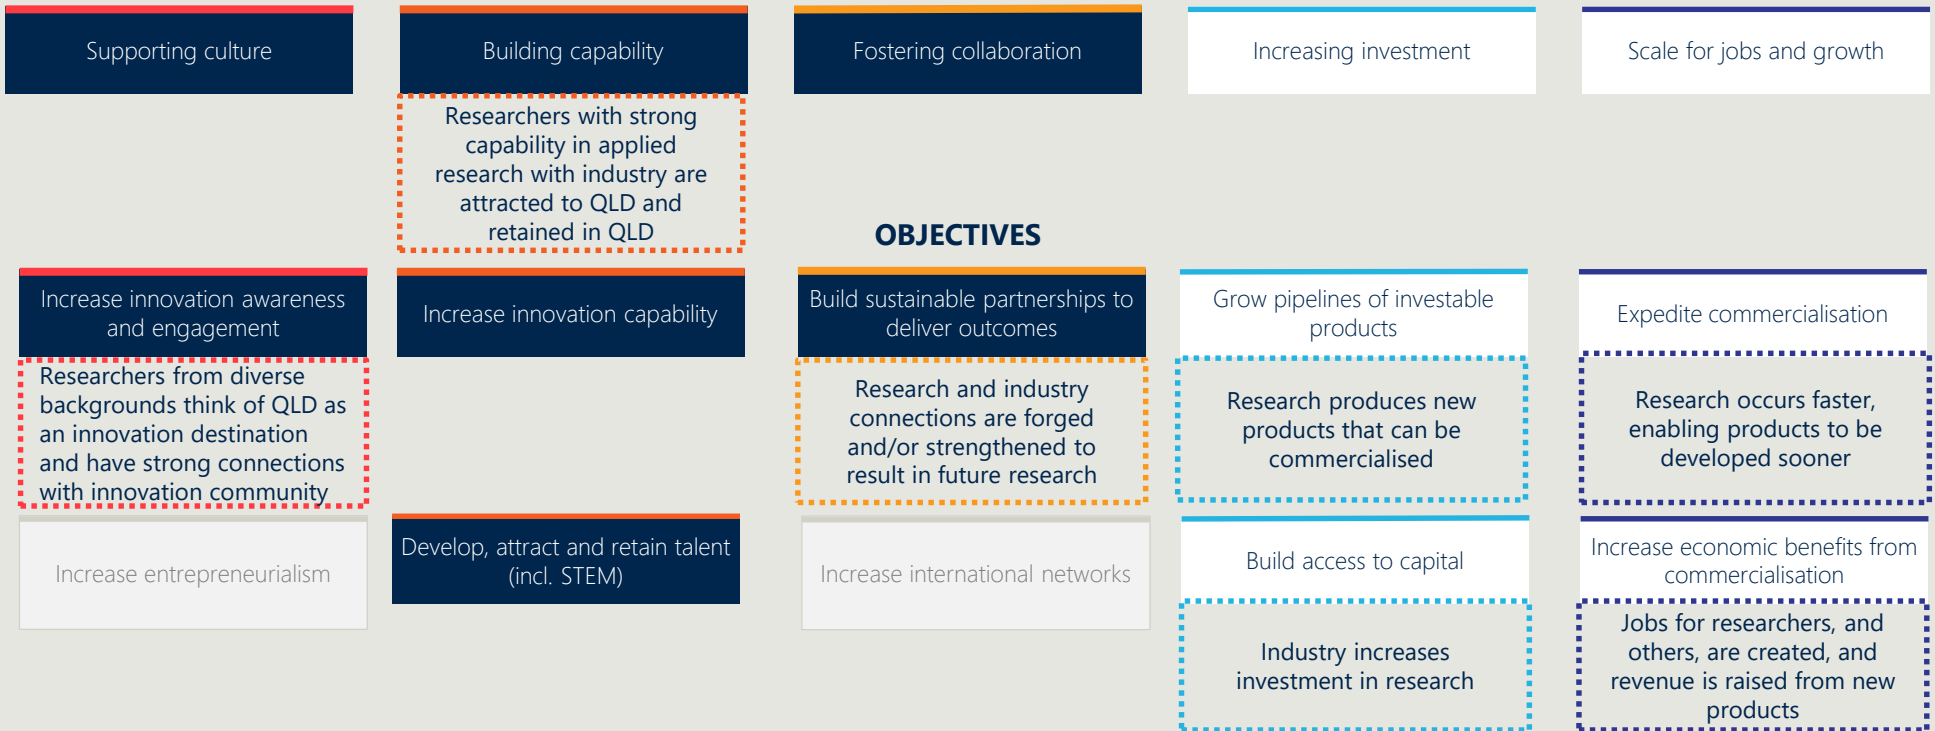 Supporting culture
Building capability
Fostering collaboration
Increasing investment
Scale for jobs and growth
Researchers with strong
capability in applied
research with industry are
attracted to QLD and
retained in QLD
OBJECTIVES
Increase innovation awareness
and engagement
Researchers from diverse
backgrounds think of QLD as
an innovation destination
and have strong connections
with innovation community
Increase innovation capability
Build sustainable partnerships to
deliver outcomes
Research and industry
connections are forged
and/or strengthened to
result in future research
Grow pipelines of investable
products
Research produces new
products that can be
commercialised
Expedite commercialisation
Research occurs faster,
enabling products to be
developed sooner
Increase entrepreneurialism
Develop, attract and retain talent
(incl. STEM)
Increase international networks
Build access to capital
Industry increases
investment in research
Increase economic benefits from
commercialisation
Jobs for researchers, and
others, are created, and
revenue is raised from new
products